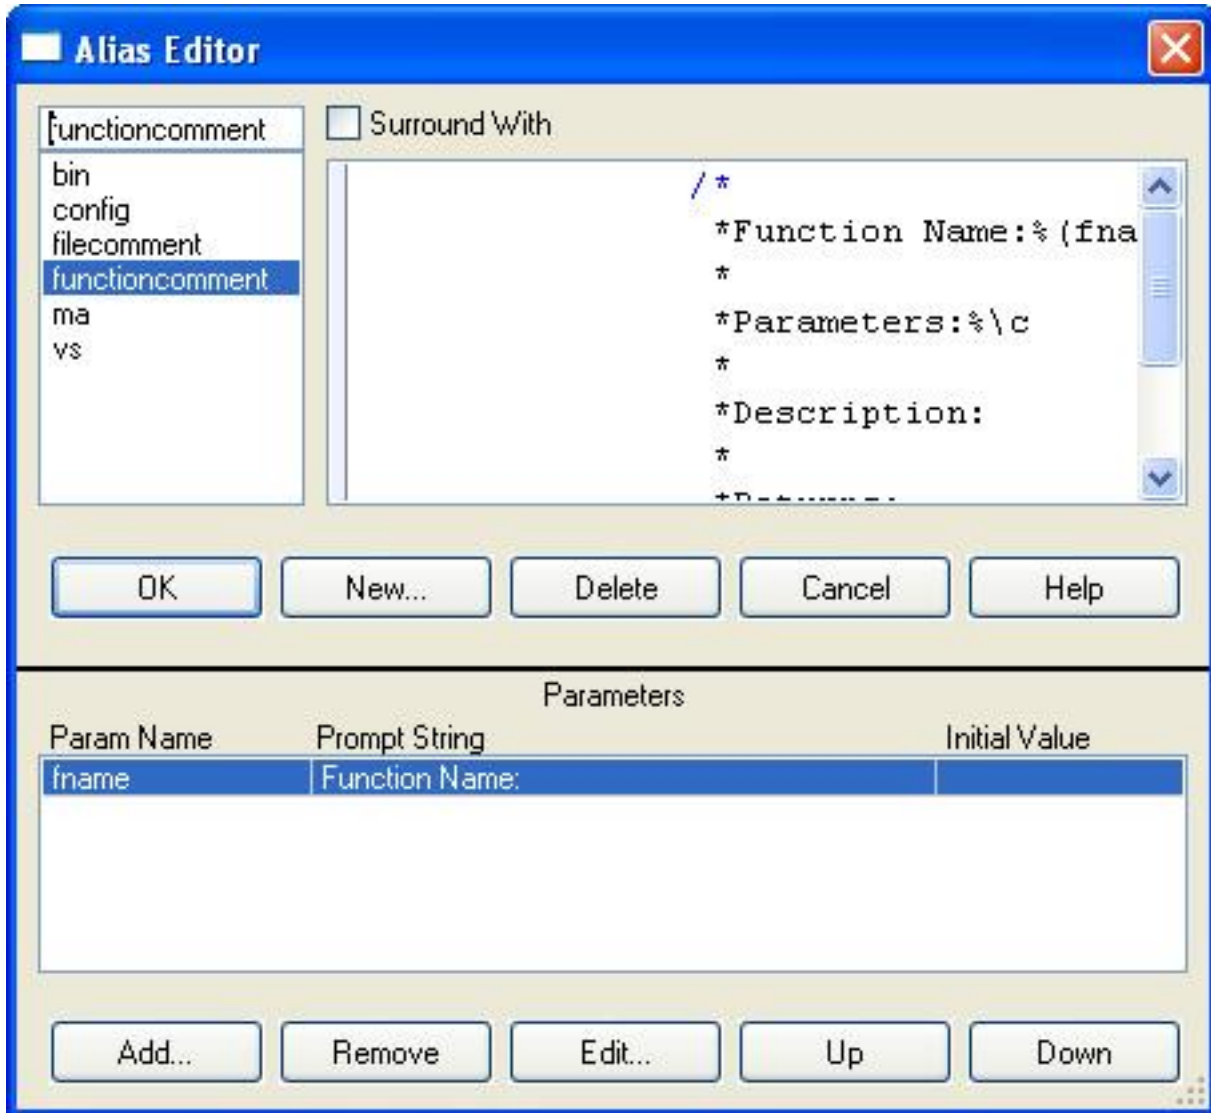 Alias Editor
functioncomment
Surround With
bin
config
filecomment
functioncomment
ma
vs
/*
*Function Name:%(fna
*
*Parameters:%\c
*
*Description:
*
OK New... Delete Cancel Help
Parameters
Param Name Prompt String Initial Value
fname Function Name:
Add... Remove Edit... Up Down